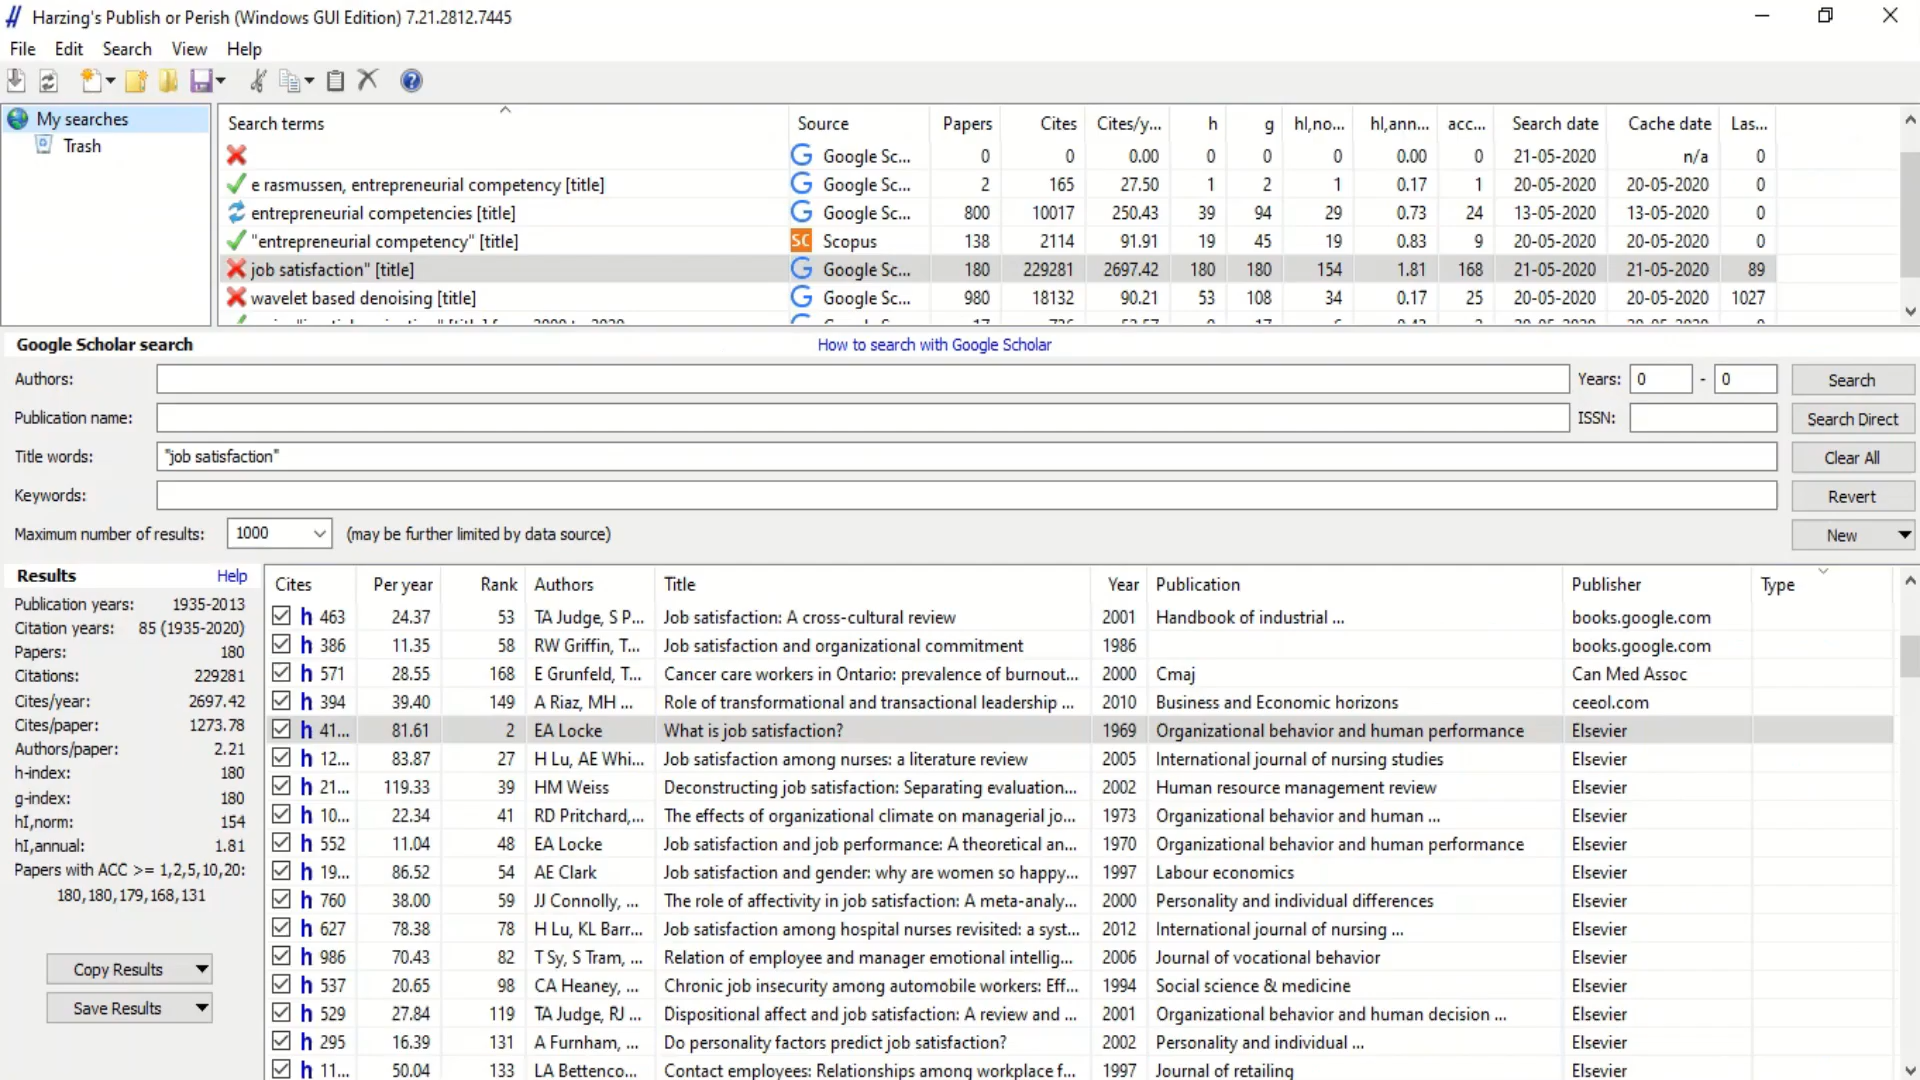 Harzing's Publish or Perish (Windows GUI Edition) 7.21.2812.7445
File Edit Search View Help
My searches
Trash
Search terms Source Papers Cites Cites/y... h g hI,no... hI,ann... acc... Search date Cache date Las...
Google Sc... 0 0 0.00 0 0 0 0.00 0 21-05-2020 n/a 0
e rasmussen, entrepreneurial competency [title] Google Sc... 2 165 27.50 1 2 1 0.17 1 20-05-2020 20-05-2020 0
entrepreneurial competencies [title] Google Sc... 800 10017 250.43 39 94 29 0.73 24 13-05-2020 13-05-2020 0
"entrepreneurial competency" [title] SC Scopus 138 2114 91.91 19 45 19 0.83 9 20-05-2020 20-05-2020 0
job satisfaction" [title] Google Sc... 180 229281 2697.42 180 180 154 1.81 168 21-05-2020 21-05-2020 89
wavelet based denoising [title] Google Sc... 980 18132 90.21 53 108 34 0.17 25 20-05-2020 20-05-2020 1027
Google Scholar search How to search with Google Scholar
Authors: Years: 0 - 0 Search
Publication name: ISSN: Search Direct
Title words: "job satisfaction" Clear All
Keywords: Revert
Maximum number of results: 1000 (may be further limited by data source) New
Results Help
Publication years: 1935-2013
Citation years: 85 (1935-2020)
Papers: 180
Citations: 229281
Cites/year: 2697.42
Cites/paper: 1273.78
Authors/paper: 2.21
h-index: 180
g-index: 180
hI,norm: 154
hI,annual: 1.81
Papers with ACC >= 1,2,5,10,20:
180,180,179,168,131
Copy Results
Save Results
Cites Per year Rank Authors Title Year Publication Publisher Type
h 463 24.37 53 TA Judge, S P... Job satisfaction: A cross-cultural review 2001 Handbook of industrial ... books.google.com
h 386 11.35 58 RW Griffin, T... Job satisfaction and organizational commitment 1986 books.google.com
h 571 28.55 168 E Grunfeld, T... Cancer care workers in Ontario: prevalence of burnout... 2000 Cmaj Can Med Assoc
h 394 39.40 149 A Riaz, MH ... Role of transformational and transactional leadership ... 2010 Business and Economic horizons ceeol.com
h 41... 81.61 2 EA Locke What is job satisfaction? 1969 Organizational behavior and human performance Elsevier
h 12... 83.87 27 H Lu, AE Whi... Job satisfaction among nurses: a literature review 2005 International journal of nursing studies Elsevier
h 21... 119.33 39 HM Weiss Deconstructing job satisfaction: Separating evaluation... 2002 Human resource management review Elsevier
h 10... 22.34 41 RD Pritchard,... The effects of organizational climate on managerial jo... 1973 Organizational behavior and human ... Elsevier
h 552 11.04 48 EA Locke Job satisfaction and job performance: A theoretical an... 1970 Organizational behavior and human performance Elsevier
h 19... 86.52 54 AE Clark Job satisfaction and gender: why are women so happy... 1997 Labour economics Elsevier
h 760 38.00 59 JJ Connolly, ... The role of affectivity in job satisfaction: A meta-analy... 2000 Personality and individual differences Elsevier
h 627 78.38 78 H Lu, KL Barr... Job satisfaction among hospital nurses revisited: a syst... 2012 International journal of nursing ... Elsevier
h 986 70.43 82 T Sy, S Tram, ... Relation of employee and manager emotional intellig... 2006 Journal of vocational behavior Elsevier
h 537 20.65 98 CA Heaney, ... Chronic job insecurity among automobile workers: Eff... 1994 Social science & medicine Elsevier
h 529 27.84 119 TA Judge, RJ ... Dispositional affect and job satisfaction: A review and ... 2001 Organizational behavior and human decision ... Elsevier
h 295 16.39 131 A Furnham, ... Do personality factors predict job satisfaction? 2002 Personality and individual ... Elsevier
h 11... 50.04 133 LA Bettenco... Contact employees: Relationships among workplace f... 1997 Journal of retailing Elsevier